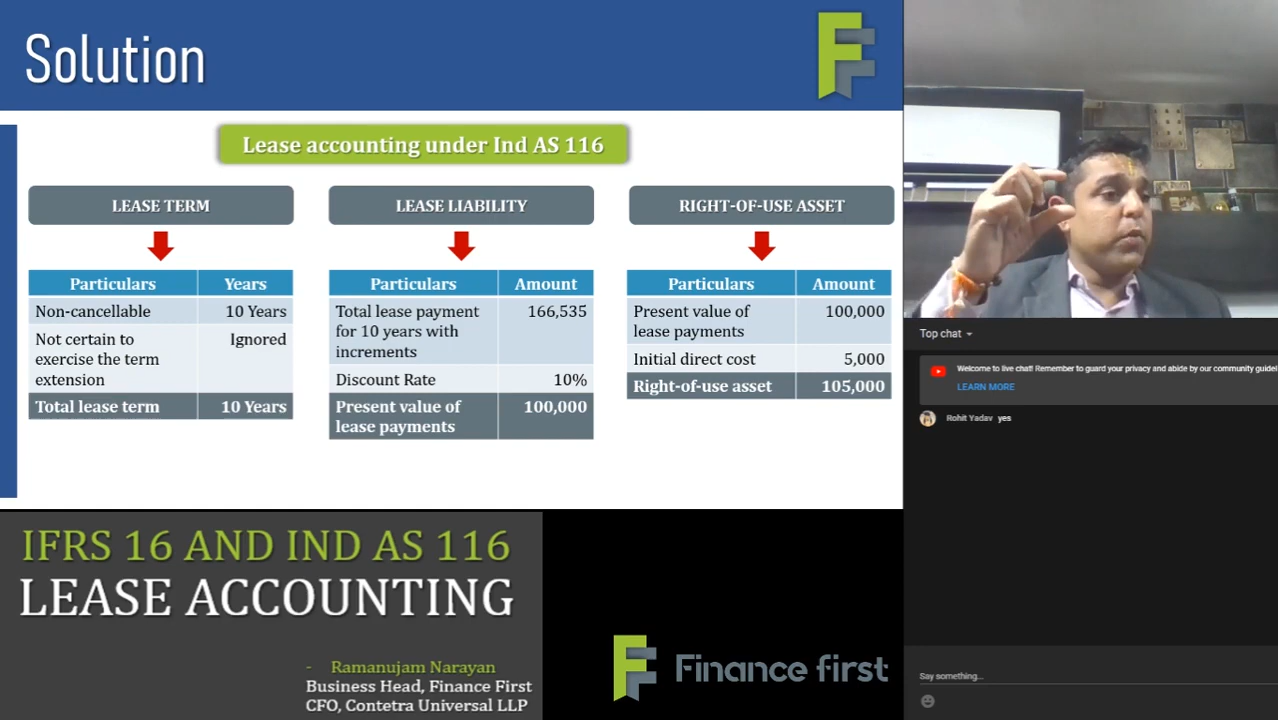 Solution
Lease accounting under Ind AS 116
LEASE TERM
Particulars Years
Non-cancellable 10 Years
Not certain to Ignored
exercise the term
extension
Total lease term 10 Years
LEASE LIABILITY
Particulars Amount
Total lease payment 166,535
for 10 years with
increments
Discount Rate 10%
Present value of 100,000
lease payments
RIGHT-OF-USE ASSET
Particulars Amount
Present value of 100,000
lease payments
Initial direct cost 5,000
Right-of-use asset 105,000
IFRS 16 AND IND AS 116
LEASE ACCOUNTING
- Ramanujam Narayan
Business Head, Finance First
CFO, Contetra Universal LLP
Finance first
Top chat
Welcome to live chat! Remember to guard your privacy and abide by our community guidel
LEARN MORE
Rohit Yadav yes
Say something...